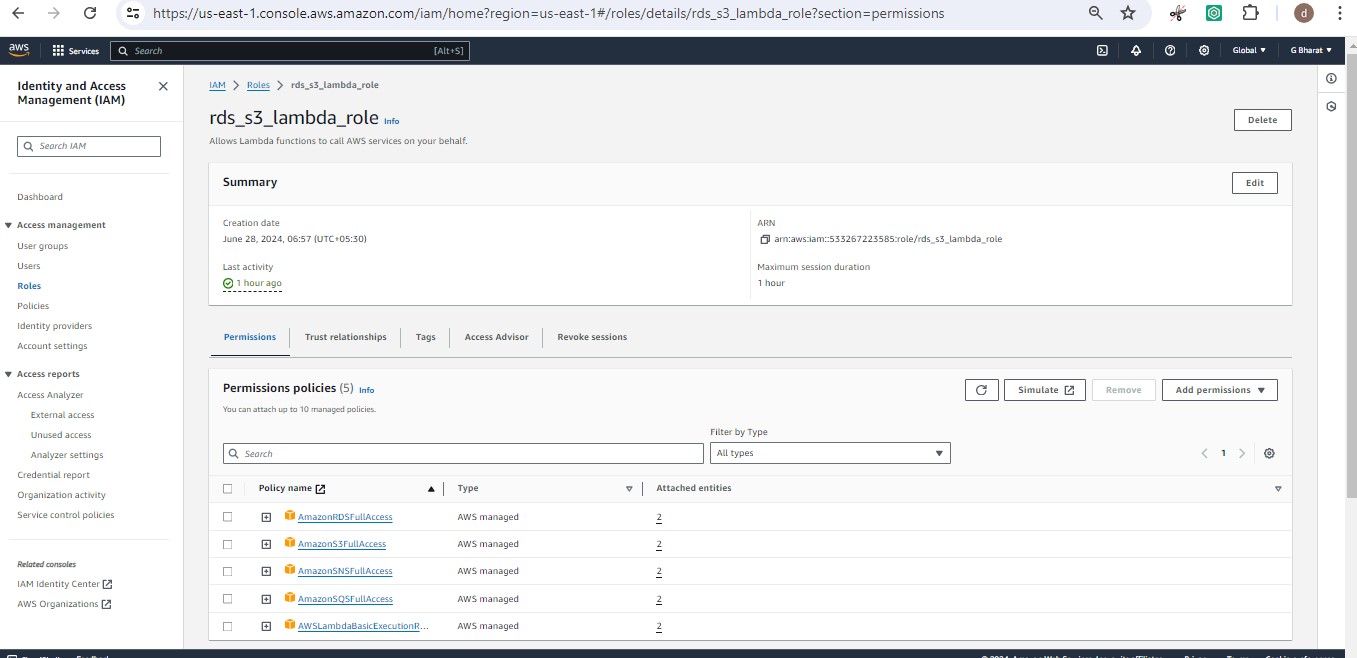 https://us-east-1.console.aws.amazon.com/iam/home?region=us-east-1#/roles/details/rds_s3_lambda_role?section=permissions
d
aws
Services
Search
[Alt+S]
Global
G Bharat
Identity and Access Management (IAM)
Search IAM
Dashboard
Access management
User groups
Users
Roles
Policies
Identity providers
Account settings
Access reports
Access Analyzer
External access
Unused access
Analyzer settings
Credential report
Organization activity
Service control policies
Related consoles
IAM Identity Center
AWS Organizations
IAM > Roles > rds_s3_lambda_role
rds_s3_lambda_role Info
Delete
Allows Lambda functions to call AWS services on your behalf.
Summary
Edit
Creation date
June 28, 2024, 06:57 (UTC+05:30)
ARN
arn:aws:iam::533267223585:role/rds_s3_lambda_role
Last activity
1 hour ago
Maximum session duration
1 hour
Permissions
Trust relationships
Tags
Access Advisor
Revoke sessions
Permissions policies (5) Info
You can attach up to 10 managed policies.
Simulate
Remove
Add permissions
Filter by Type
Search
All types
1
Policy name
Type
Attached entities
AmazonRDSFullAccess AWS managed 2
AmazonS3FullAccess AWS managed 2
AmazonSNSFullAccess AWS managed 2
AmazonSQSFullAccess AWS managed 2
AWSLambdaBasicExecutionR... AWS managed 2